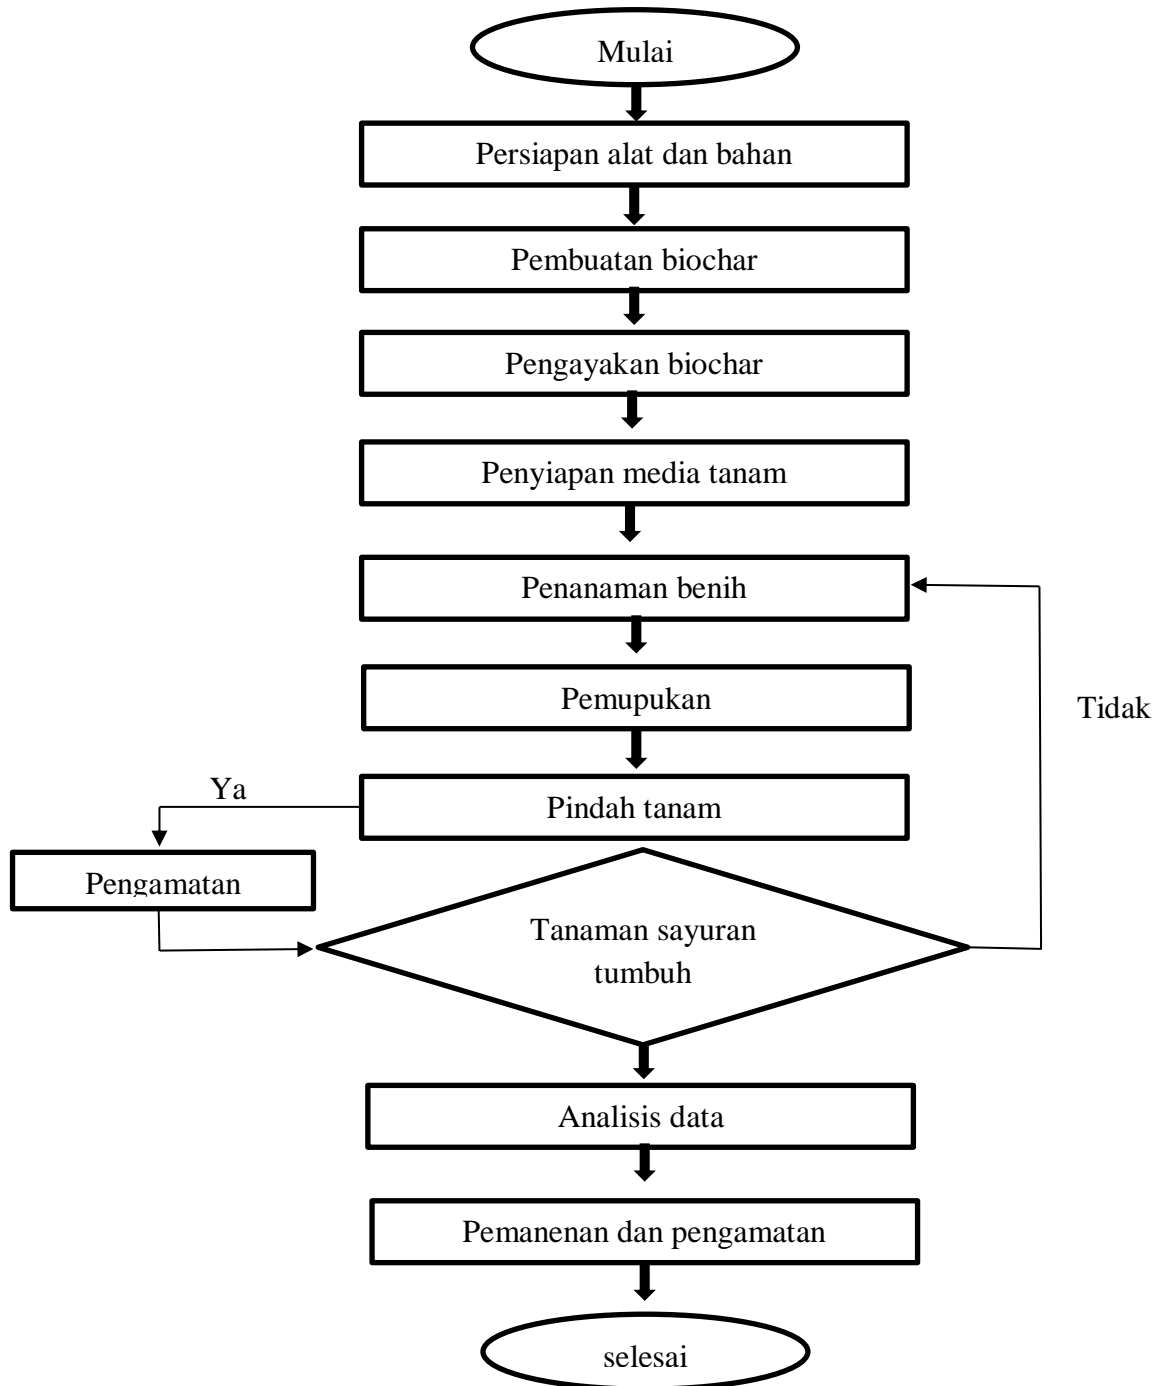 Mulai
Persiapan alat dan bahan
Pembuatan biochar
Pengayakan biochar
Penyiapan media tanam
Penanaman benih
Pemupukan
Tidak
Ya
Pindah tanam
Pengamatan
Tanaman sayuran
tumbuh
Analisis data
Pemanenan dan pengamatan
selesai